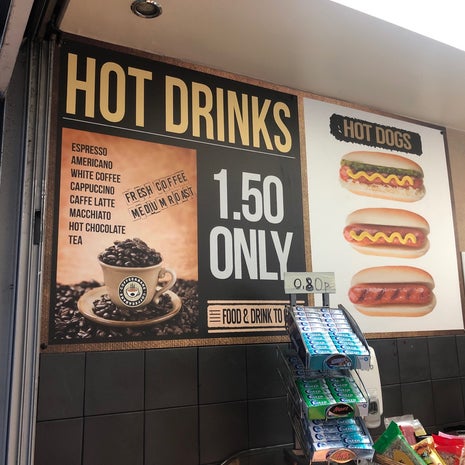 HOT DRINKS
ESPRESSO
AMERICANO
WHITE COFFEE
CAPPUCCINO
CAFFE LATTE
MACCHIATO
HOT CHOCOLATE
TEA
FRESH COFFEE
MEDIUM ROAST
1.50
ONLY
FOOD & DRINK TO
HOT DOGS
0.80p